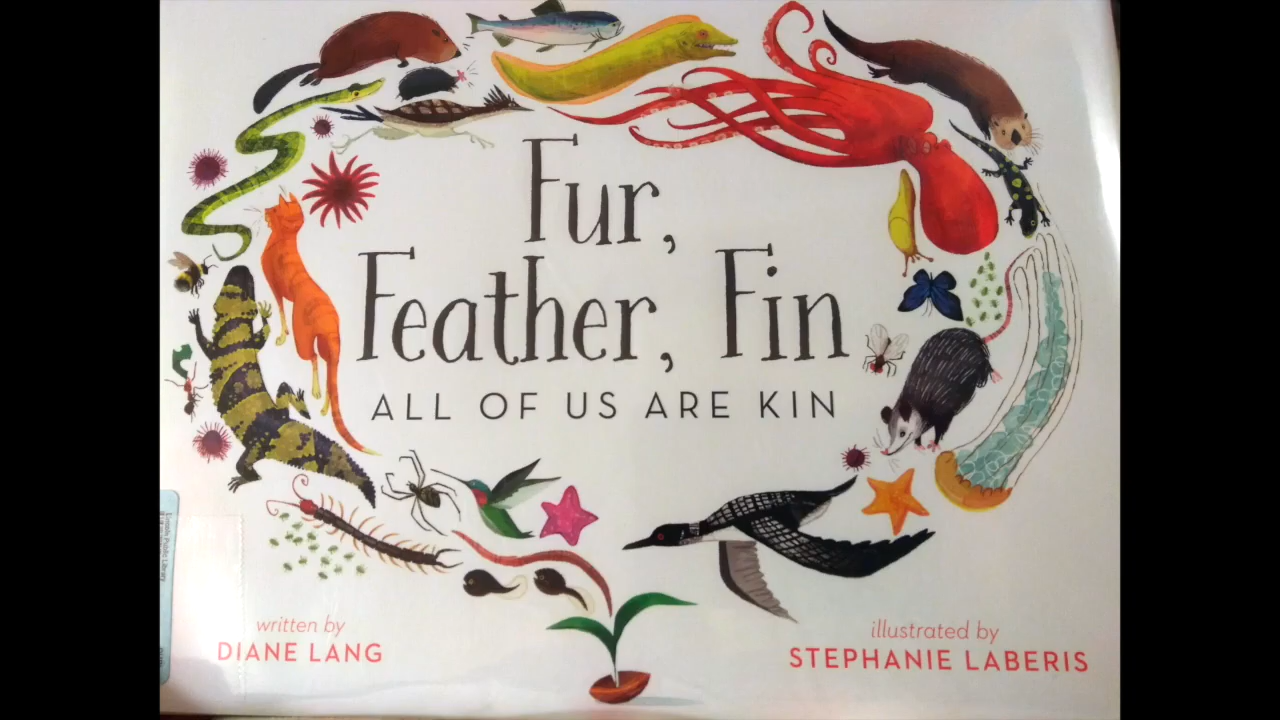 Fur,
Feather, Fin
ALL OF US ARE KIN
written by
DIANE LANG
illustrated by
STEPHANIE LABERIS